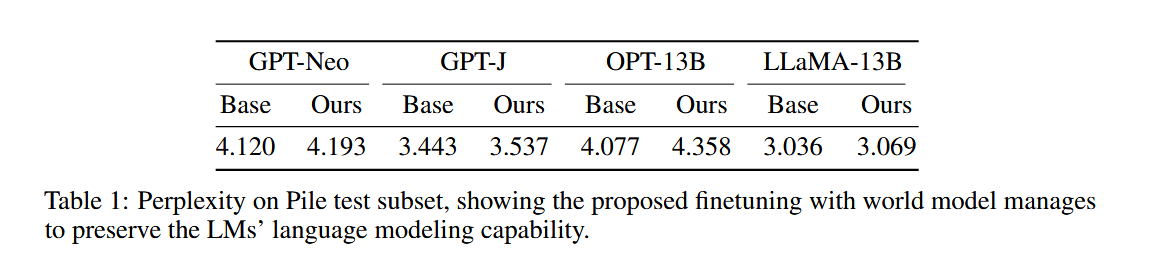 GPT-Neo GPT-J OPT-13B LLaMA-13B
Base Ours Base Ours Base Ours Base Ours
4.120 4.193 3.443 3.537 4.077 4.358 3.036 3.069
Table 1: Perplexity on Pile test subset, showing the proposed finetuning with world model manages
to preserve the LMs’ language modeling capability.